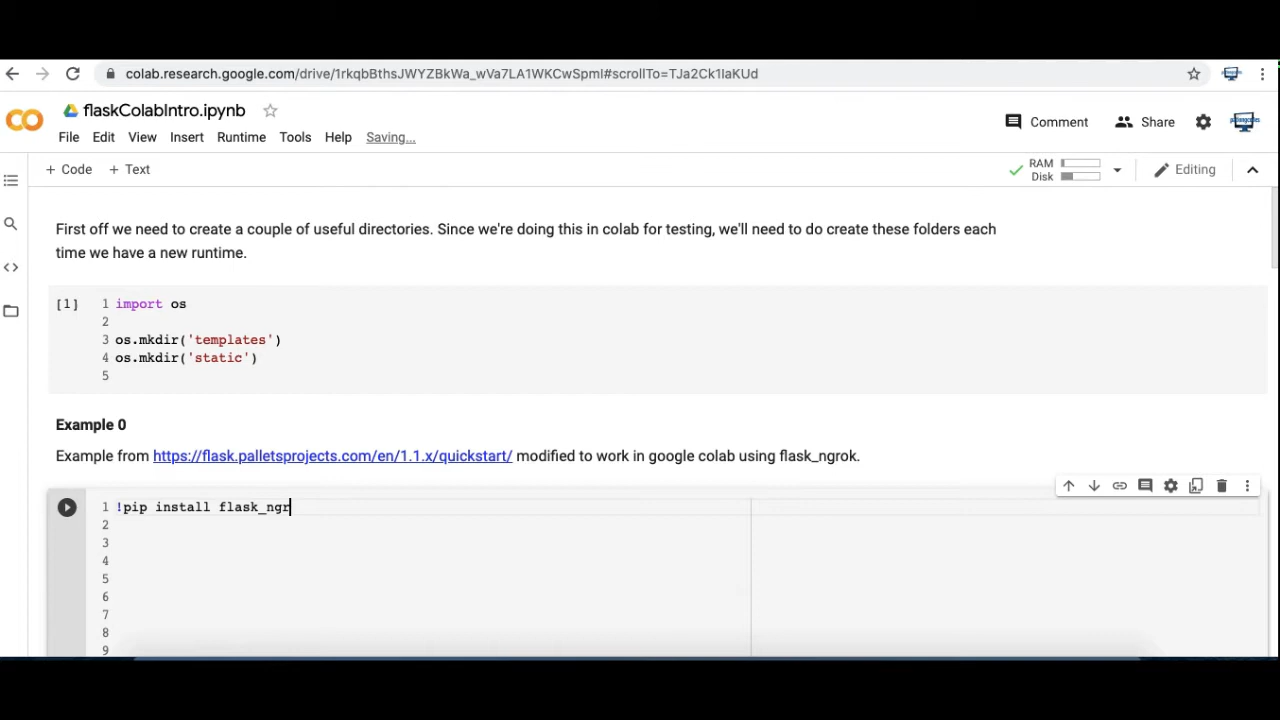 colab.research.google.com/drive/1rkqbBthsJWYZBkWa_wVa7LA1WKCwSpmI#scrollTo=TJa2Ck1IaKUd
flaskColabIntro.ipynb
File Edit View Insert Runtime Tools Help Saving...
Comment Share
+ Code + Text
RAM
Disk
Editing
First off we need to create a couple of useful directories. Since we're doing this in colab for testing, we'll need to do create these folders each
time we have a new runtime.
[1] 1 import os
2
3 os.mkdir('templates')
4 os.mkdir('static')
5
Example 0
Example from https://flask.palletsprojects.com/en/1.1.x/quickstart/ modified to work in google colab using flask_ngrok.
1 !pip install flask_ngr
2
3
4
5
6
7
8
9